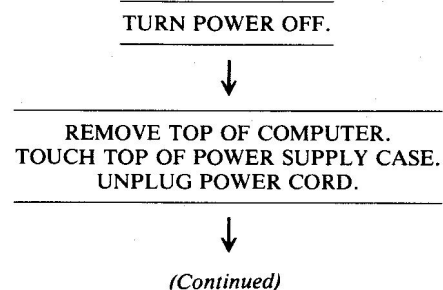 TURN POWER OFF.
REMOVE TOP OF COMPUTER.
TOUCH TOP OF POWER SUPPLY CASE.
UNPLUG POWER CORD.
(Continued)